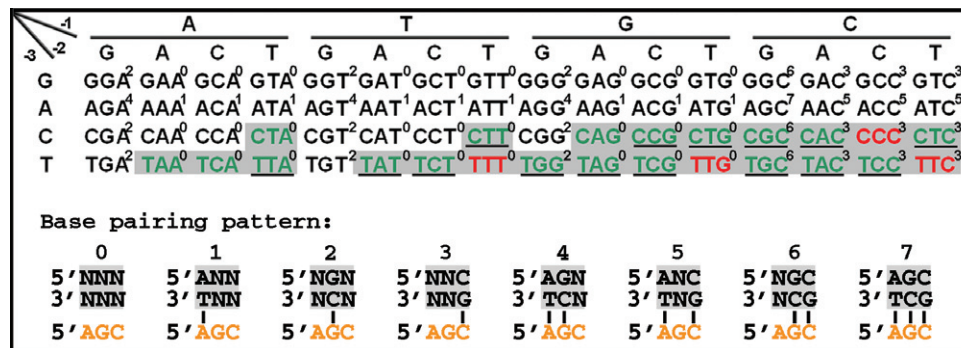 -1 A T G C
-3 -2 G A C T G A C T G A C T G A C T
G GGA2 GAA0 GCA0 GTA0 GGT2 GAT0 GCT0 GTT0 GGG2 GAG0 GCG0 GTG0 GGC6 GAC3 GCC3 GTC3
A AGA4 AAA1 ACA1 ATA1 AGT4 AAT1 ACT1 ATT1 AGG4 AAG1 ACG1 ATG1 AGC7 AAC5 ACC5 ATC5
C CGA2 CAA0 CCA0 CTA0 CGT2 CAT0 CCT0 CTT0 CGG2 CAG0 CCG0 CTG0 CGC6 CAC3 CCC3 CTC3
T TGA2 TAA0 TCA0 TTA0 TGT2 TAT0 TCT0 TTT0 TGG2 TAG0 TCG0 TTG0 TGC6 TAC3 TCC3 TTC3
Base pairing pattern:
0 1 2 3 4 5 6 7
5’NNN 5’ANN 5’NGN 5’NNC 5’AGN 5’ANC 5’NGC 5’AGC
3’NNN 3’TNN 3’NCN 3’NNG 3’TCN 3’TNG 3’NCG 3’TCG
5’AGC 5’AGC 5’AGC 5’AGC 5’AGC 5’AGC 5’AGC 5’AGC